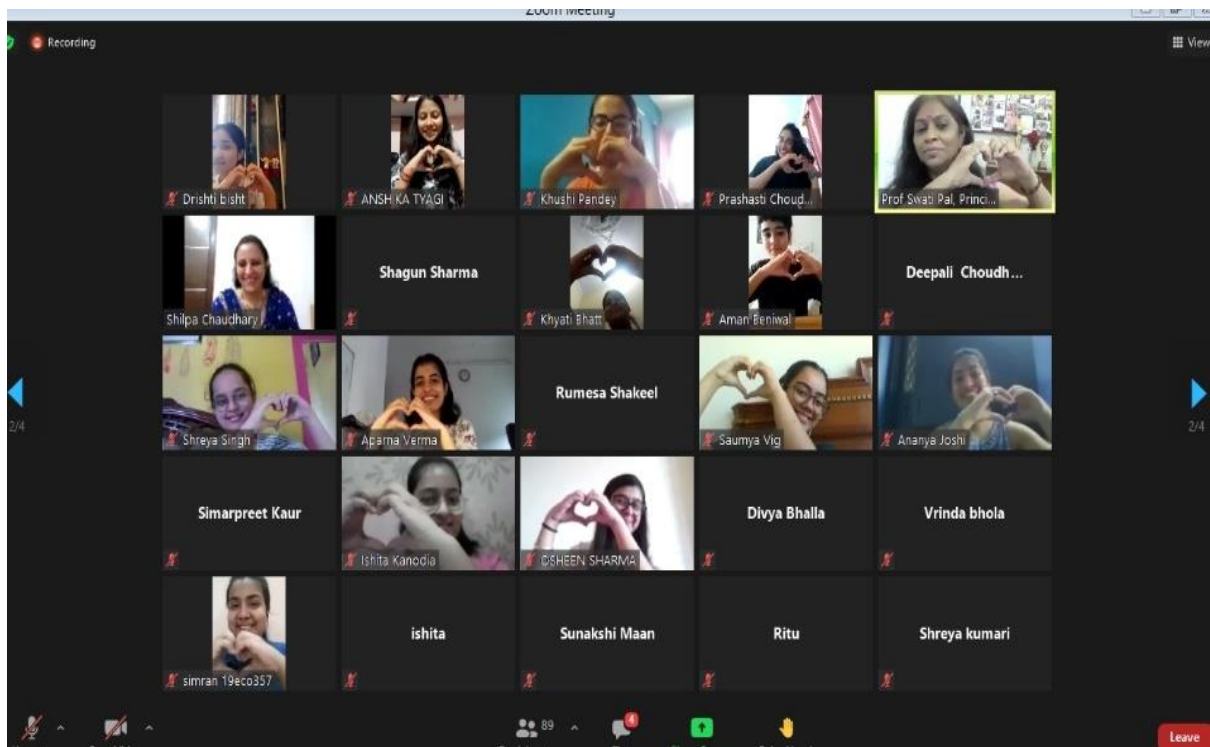 Zoom Meeting
Recording
View
Drishti bisht
ANSH KA TYAGI
Khushi Pandey
Prashasti Choud...
Prof Swati Pal, Princi...
Shilpa Chaudhary
Shagun Sharma
Khyati Bhatt
Aman Beniwal
Deepali Choudh...
Shreya Singh
Aparna Verma
Rumesa Shakeel
Saumya Vig
Ananya Joshi
2/4
2/4
Simarpreet Kaur
Ishita Kanodia
OSHEEN SHARMA
Divya Bhalla
Vrinda bhola
simran 19eco357
ishita
Sunakshi Maan
Ritu
Shreya kumari
89
4
Leave